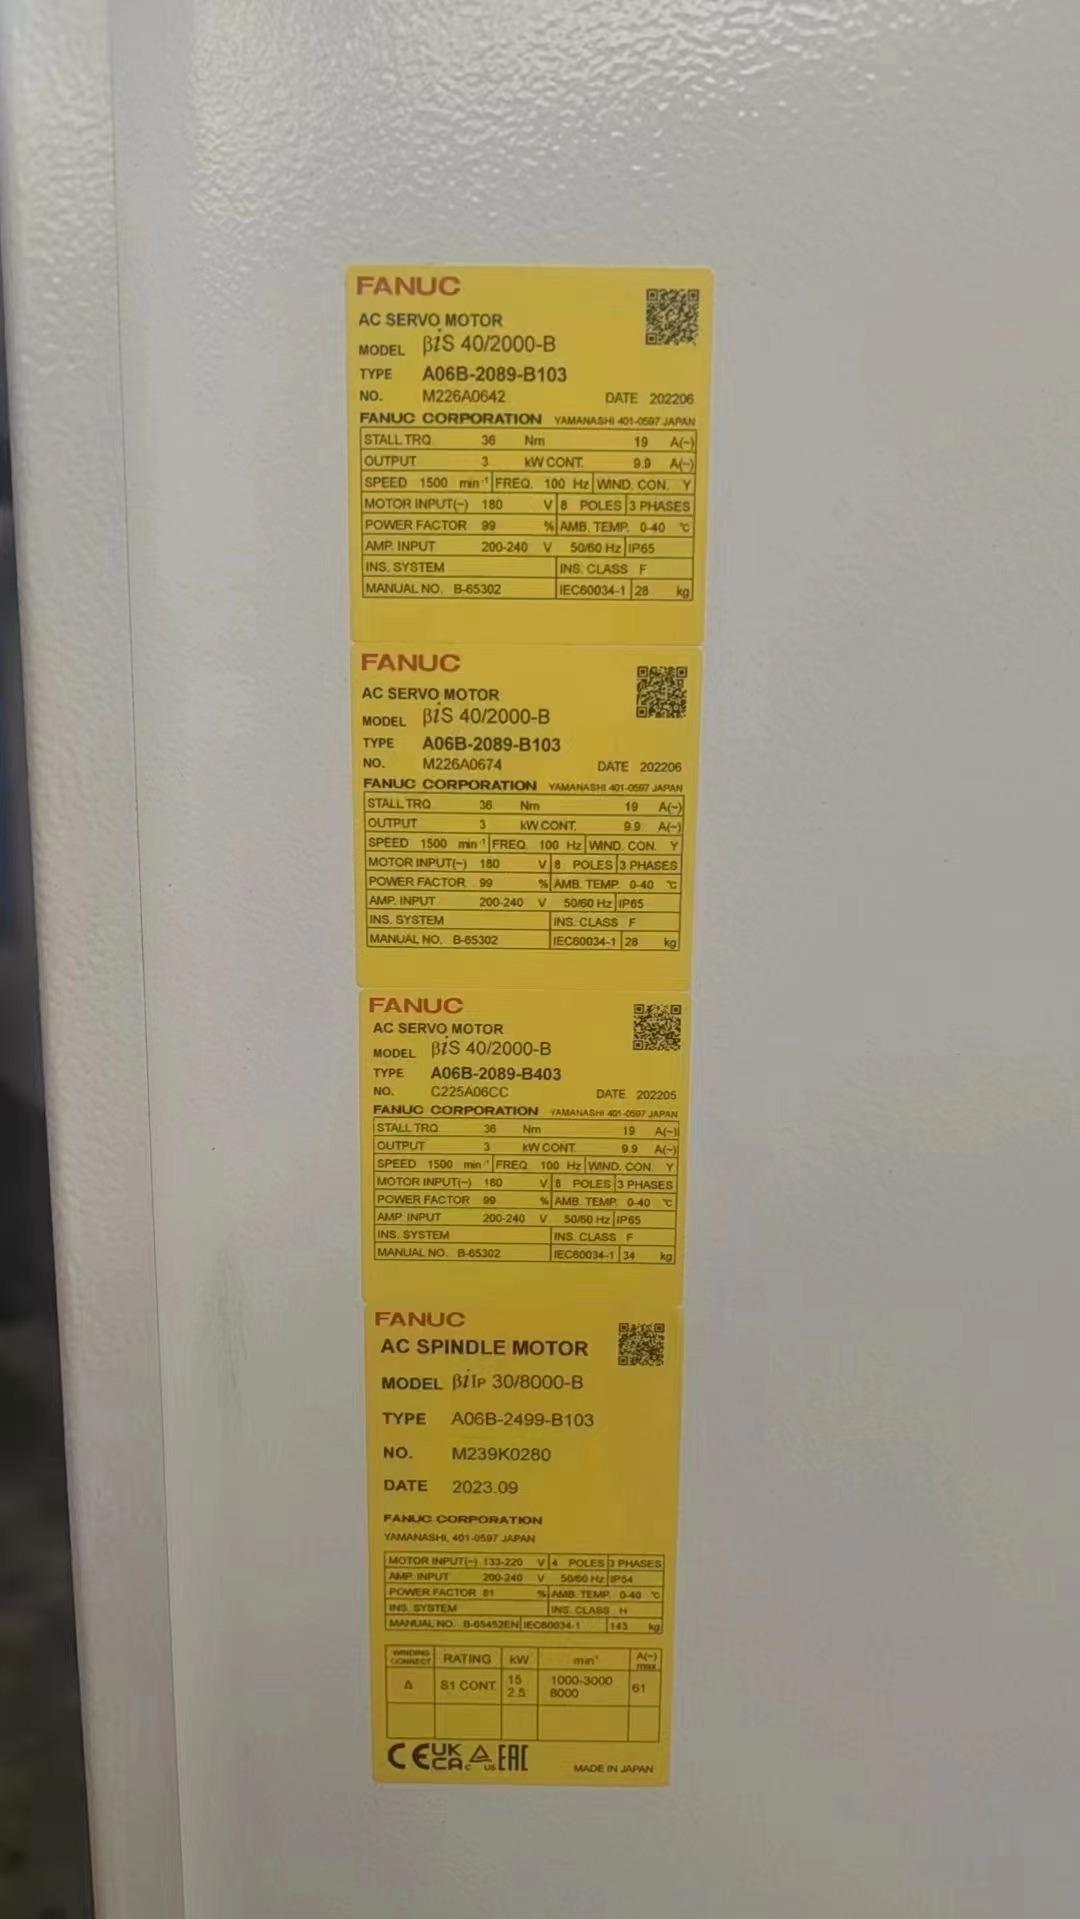 FANUC
AC SERVO MOTOR
MODEL βiS 40/2000-B
TYPE A06B-2089-B103
NO. M226A0642 DATE 202206
FANUC CORPORATION YAMANASHI 401-0597 JAPAN
STALL TRQ. 36 Nm 19 A(~)
OUTPUT 3 kW CONT. 9.9 A(~)
SPEED 1500 min⁻¹ FREQ. 100 Hz WIND. CON. Y
MOTOR INPUT(~) 180 V 8 POLES 3 PHASES
POWER FACTOR 99 % AMB. TEMP. 0-40 ℃
AMP. INPUT 200-240 V 50/60 Hz IP65
INS. SYSTEM INS. CLASS F
MANUAL NO. B-65302 IEC60034-1 28 kg
FANUC
AC SERVO MOTOR
MODEL βiS 40/2000-B
TYPE A06B-2089-B103
NO. M226A0674 DATE 202206
FANUC CORPORATION YAMANASHI 401-0597 JAPAN
STALL TRQ. 36 Nm 19 A(~)
OUTPUT 3 kW CONT. 9.9 A(~)
SPEED 1500 min⁻¹ FREQ. 100 Hz WIND. CON. Y
MOTOR INPUT(~) 180 V 8 POLES 3 PHASES
POWER FACTOR 99 % AMB. TEMP. 0-40 ℃
AMP. INPUT 200-240 V 50/60 Hz IP65
INS. SYSTEM INS. CLASS F
MANUAL NO. B-65302 IEC60034-1 28 kg
FANUC
AC SERVO MOTOR
MODEL βiS 40/2000-B
TYPE A06B-2089-B403
NO. C225A06CC DATE 202205
FANUC CORPORATION YAMANASHI 401-0597 JAPAN
STALL TRQ. 36 Nm 19 A(~)
OUTPUT 3 kW CONT. 9.9 A(~)
SPEED 1500 min⁻¹ FREQ. 100 Hz WIND. CON. Y
MOTOR INPUT(~) 180 V 8 POLES 3 PHASES
POWER FACTOR 99 % AMB. TEMP. 0-40 ℃
AMP. INPUT 200-240 V 50/60 Hz IP65
INS. SYSTEM INS. CLASS F
MANUAL NO. B-65302 IEC60034-1 34 kg
FANUC
AC SPINDLE MOTOR
MODEL βiIP 30/8000-B
TYPE A06B-2499-B103
NO. M239K0280
DATE 2023.09
FANUC CORPORATION
YAMANASHI, 401-0597 JAPAN
MOTOR INPUT(~) 133-220 V 4 POLES 3 PHASES
AMP. INPUT 200-240 V 50/60 Hz IP54
POWER FACTOR 81 % AMB. TEMP. 0-40 ℃
INS. SYSTEM INS. CLASS H
MANUAL NO. B-65452EN IEC60034-1 143 kg
WINDING CONNECT RATING kW min⁻¹ A(~) max
Δ S1 CONT. 15 1000-3000 61
2.5 8000
CE UK CA c US EAC
MADE IN JAPAN